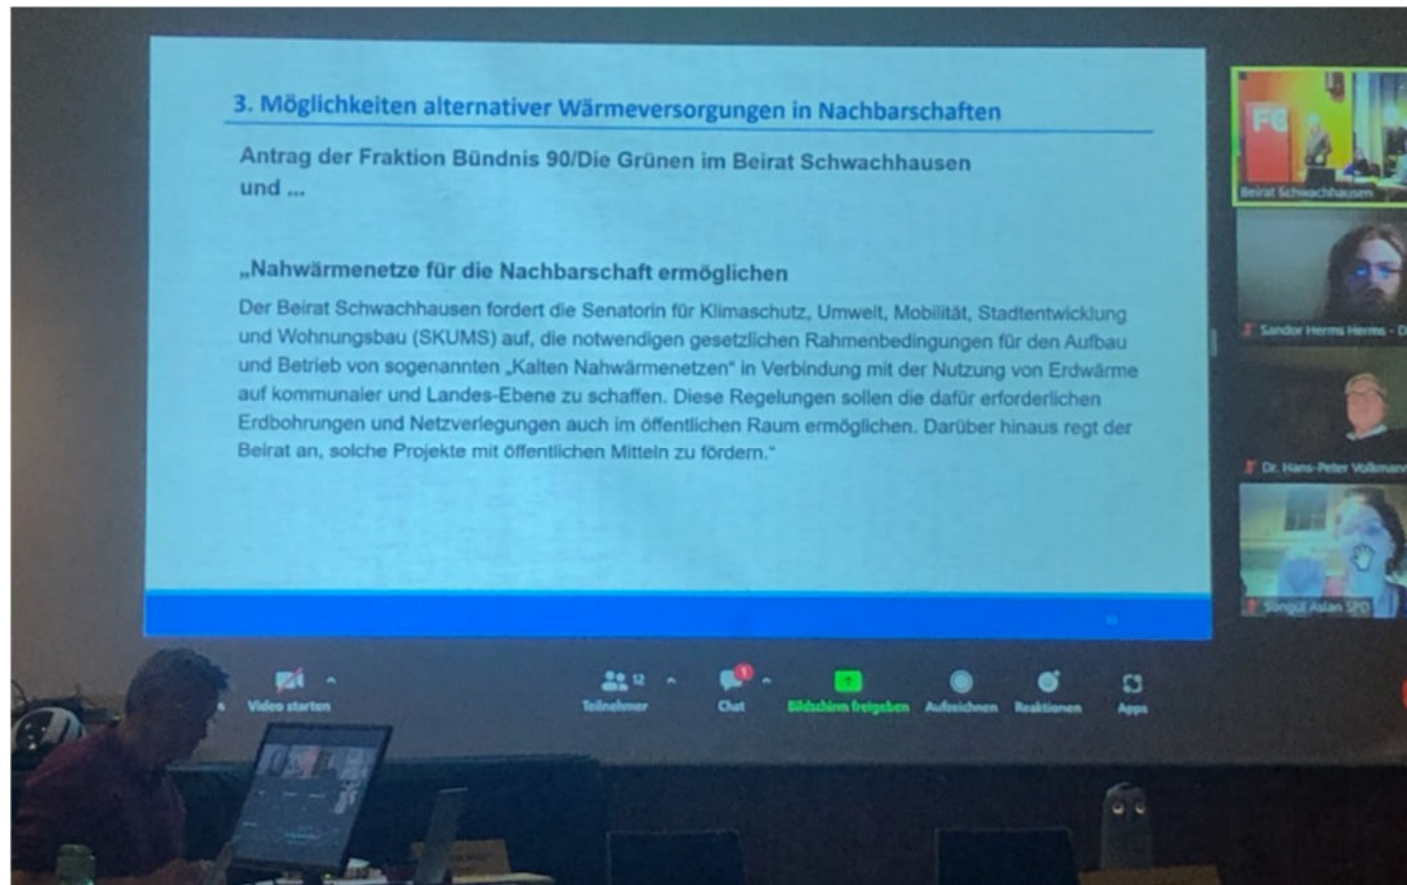 3. Möglichkeiten alternativer Wärmeversorgungen in Nachbarschaften
Antrag der Fraktion Bündnis 90/Die Grünen im Beirat Schwachhausen
und ...
„Nahwärmenetze für die Nachbarschaft ermöglichen
Der Beirat Schwachhausen fordert die Senatorin für Klimaschutz, Umwelt, Mobilität, Stadtentwicklung
und Wohnungsbau (SKUMS) auf, die notwendigen gesetzlichen Rahmenbedingungen für den Aufbau
und Betrieb von sogenannten „Kalten Nahwärmenetzen“ in Verbindung mit der Nutzung von Erdwärme
auf kommunaler und Landes-Ebene zu schaffen. Diese Regelungen sollen die dafür erforderlichen
Erdbohrungen und Netzverlegungen auch im öffentlichen Raum ermöglichen. Darüber hinaus regt der
Beirat an, solche Projekte mit öffentlichen Mitteln zu fördern.“
FG
Beirat Schwachhausen
Sandor Herms Herms - D
Dr. Hans-Peter Volkmann
Songül Aslan SPD
Video starten
12
Teilnehmer
1
Chat
Bildschirm freigeben
Aufzeichnen
Reaktionen
Apps